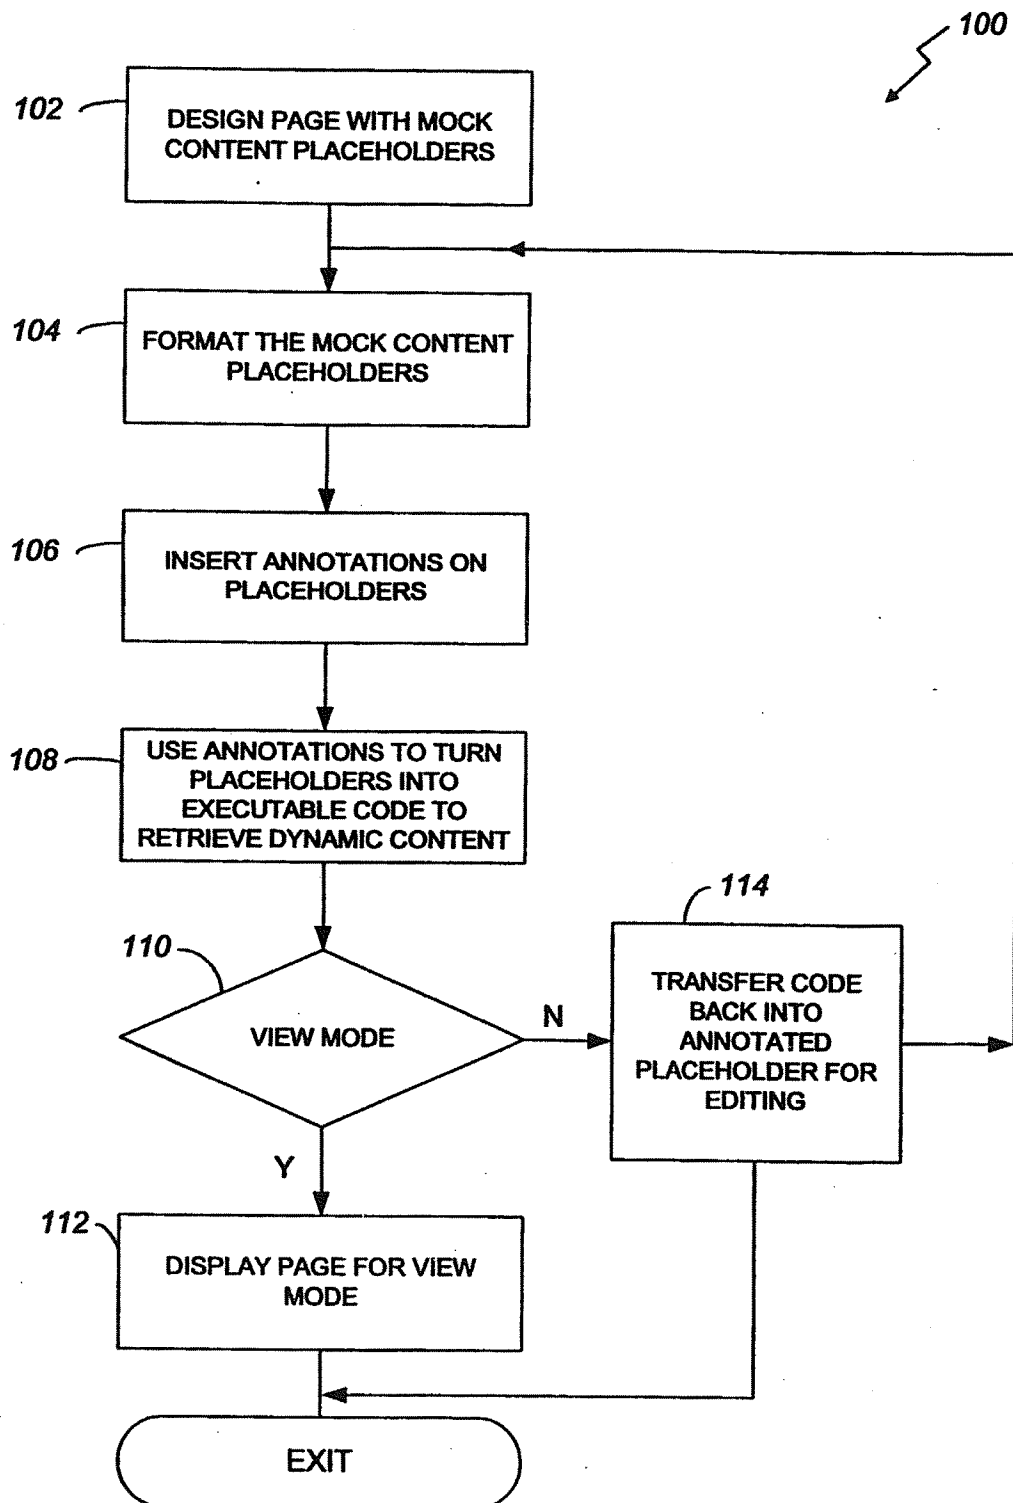 100
102
DESIGN PAGE WITH MOCK
CONTENT PLACEHOLDERS
104
FORMAT THE MOCK CONTENT
PLACEHOLDERS
106
INSERT ANNOTATIONS ON
PLACEHOLDERS
108
USE ANNOTATIONS TO TURN
PLACEHOLDERS INTO
EXECUTABLE CODE TO
RETRIEVE DYNAMIC CONTENT
110
VIEW MODE
N
114
TRANSFER CODE
BACK INTO
ANNOTATED
PLACEHOLDER FOR
EDITING
Y
112
DISPLAY PAGE FOR VIEW
MODE
EXIT